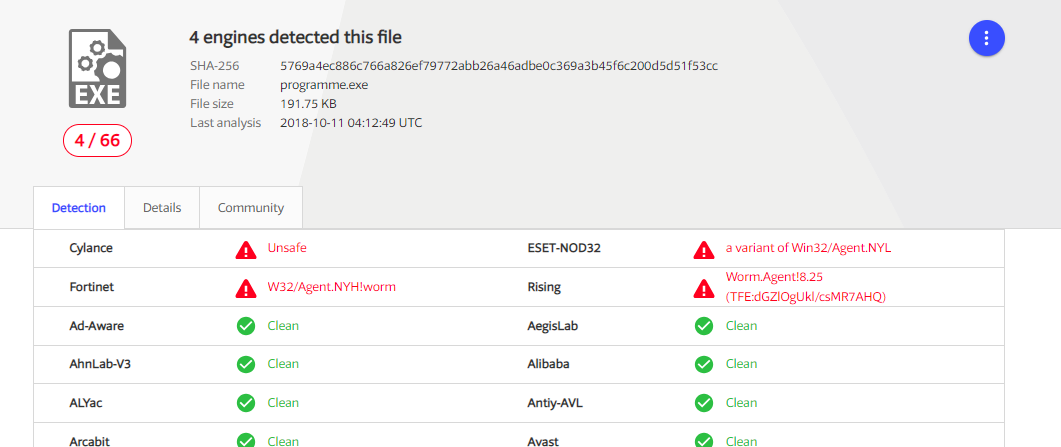 4 engines detected this file
SHA-256 5769a4ec886c766a826ef79772abb26a46adbe0c369a3b45f6c200d5d51f53cc
File name programme.exe
File size 191.75 KB
Last analysis 2018-10-11 04:12:49 UTC
EXE
4 / 66
Detection Details Community
Cylance Unsafe ESET-NOD32 a variant of Win32/Agent.NYL
Fortinet W32/Agent.NYH!worm Rising Worm.Agent!8.25
(TFE:dGZlOgUkl/csMR7AHQ)
Ad-Aware Clean AegisLab Clean
AhnLab-V3 Clean Alibaba Clean
ALYac Clean Antiy-AVL Clean
Arcabit Clean Avast Clean